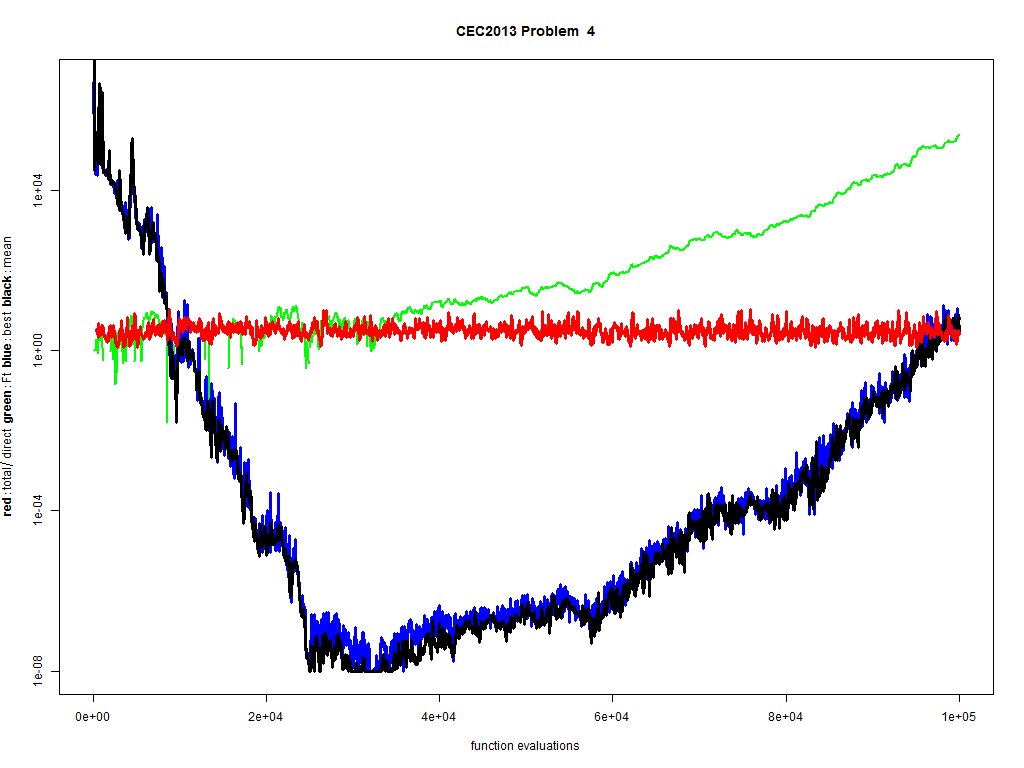 CEC2013 Problem  4
red : total/ direct green : Ft blue : best black : mean
1e+04
1e+00
1e-04
1e-08
0e+00 2e+04 4e+04 6e+04 8e+04 1e+05
function evaluations